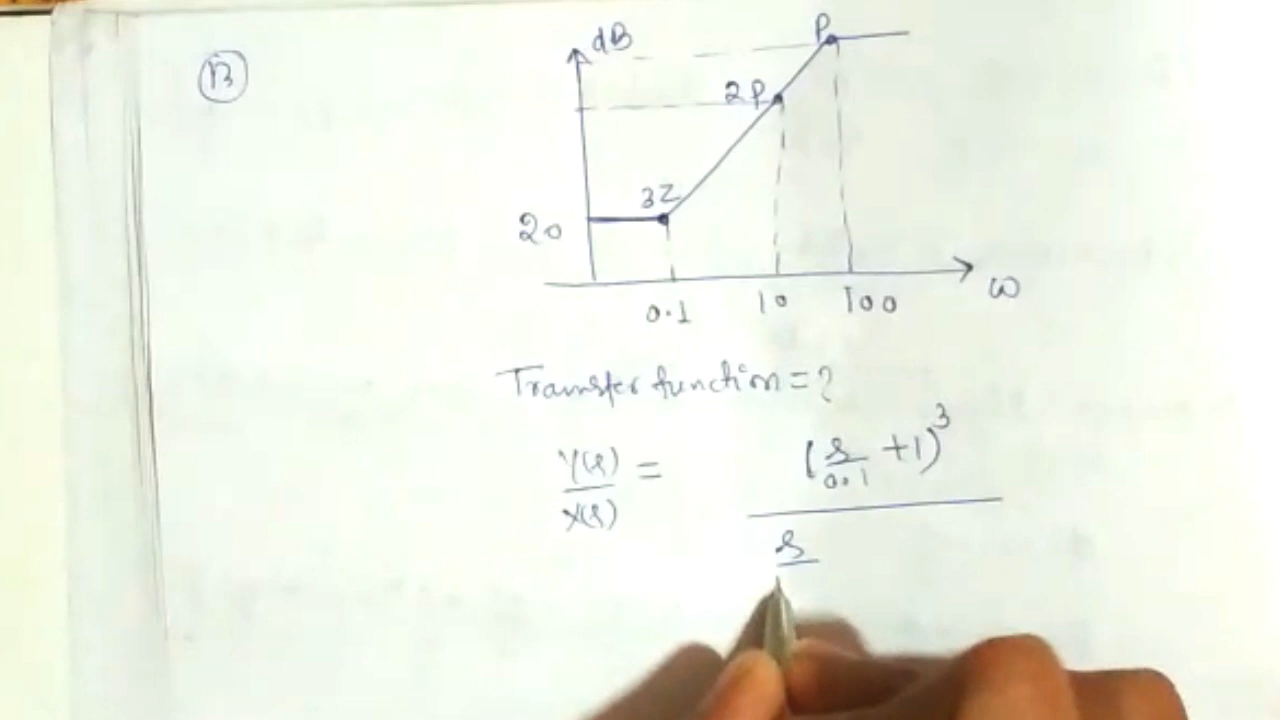 13
dB
P
2P
3Z
20
0.1 10 100 ω
Transfer function = ?
Y(s)/X(s) = (s/0.1 + 1)^3
s